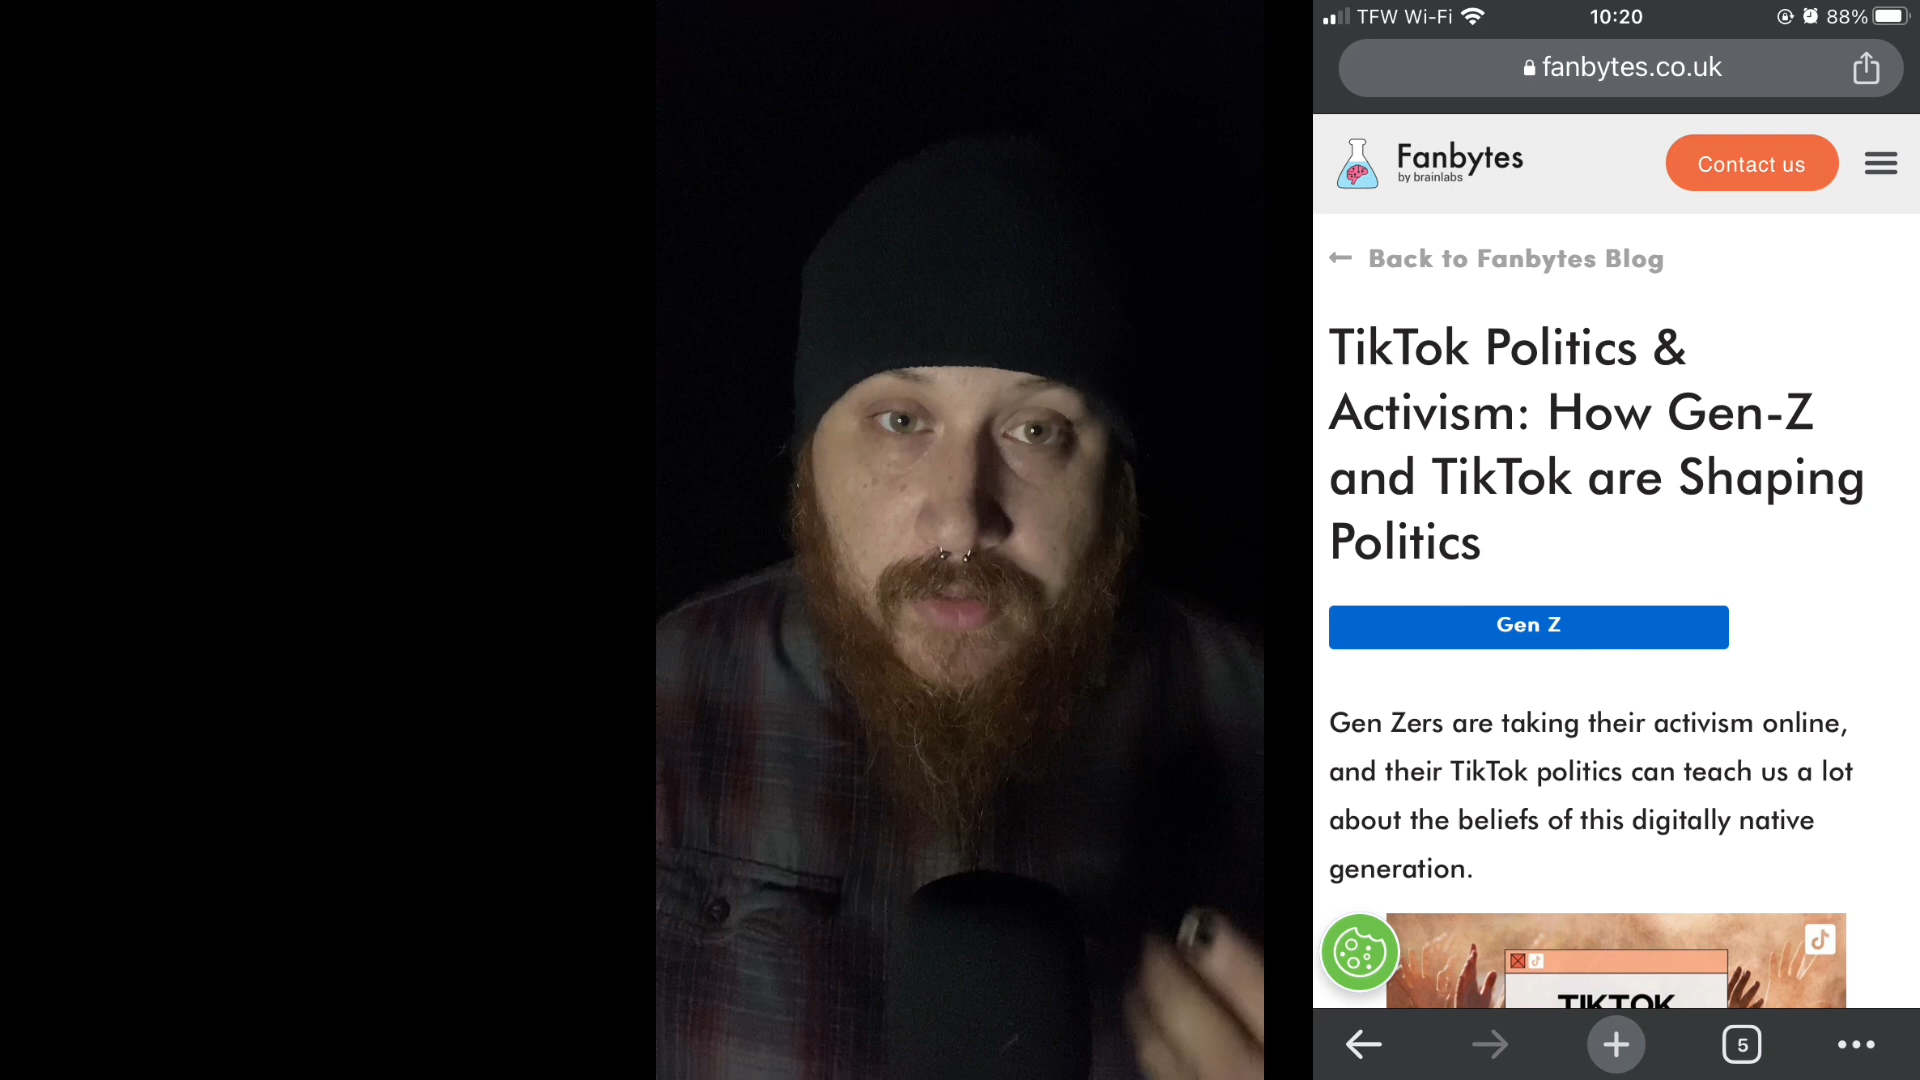 TFW Wi-Fi 10:20 88%
fanbytes.co.uk
Fanbytes
by brainlabs
Contact us
← Back to Fanbytes Blog
TikTok Politics &
Activism: How Gen-Z
and TikTok are Shaping
Politics
Gen Z
Gen Zers are taking their activism online,
and their TikTok politics can teach us a lot
about the beliefs of this digitally native
generation.
TIKTOK
5